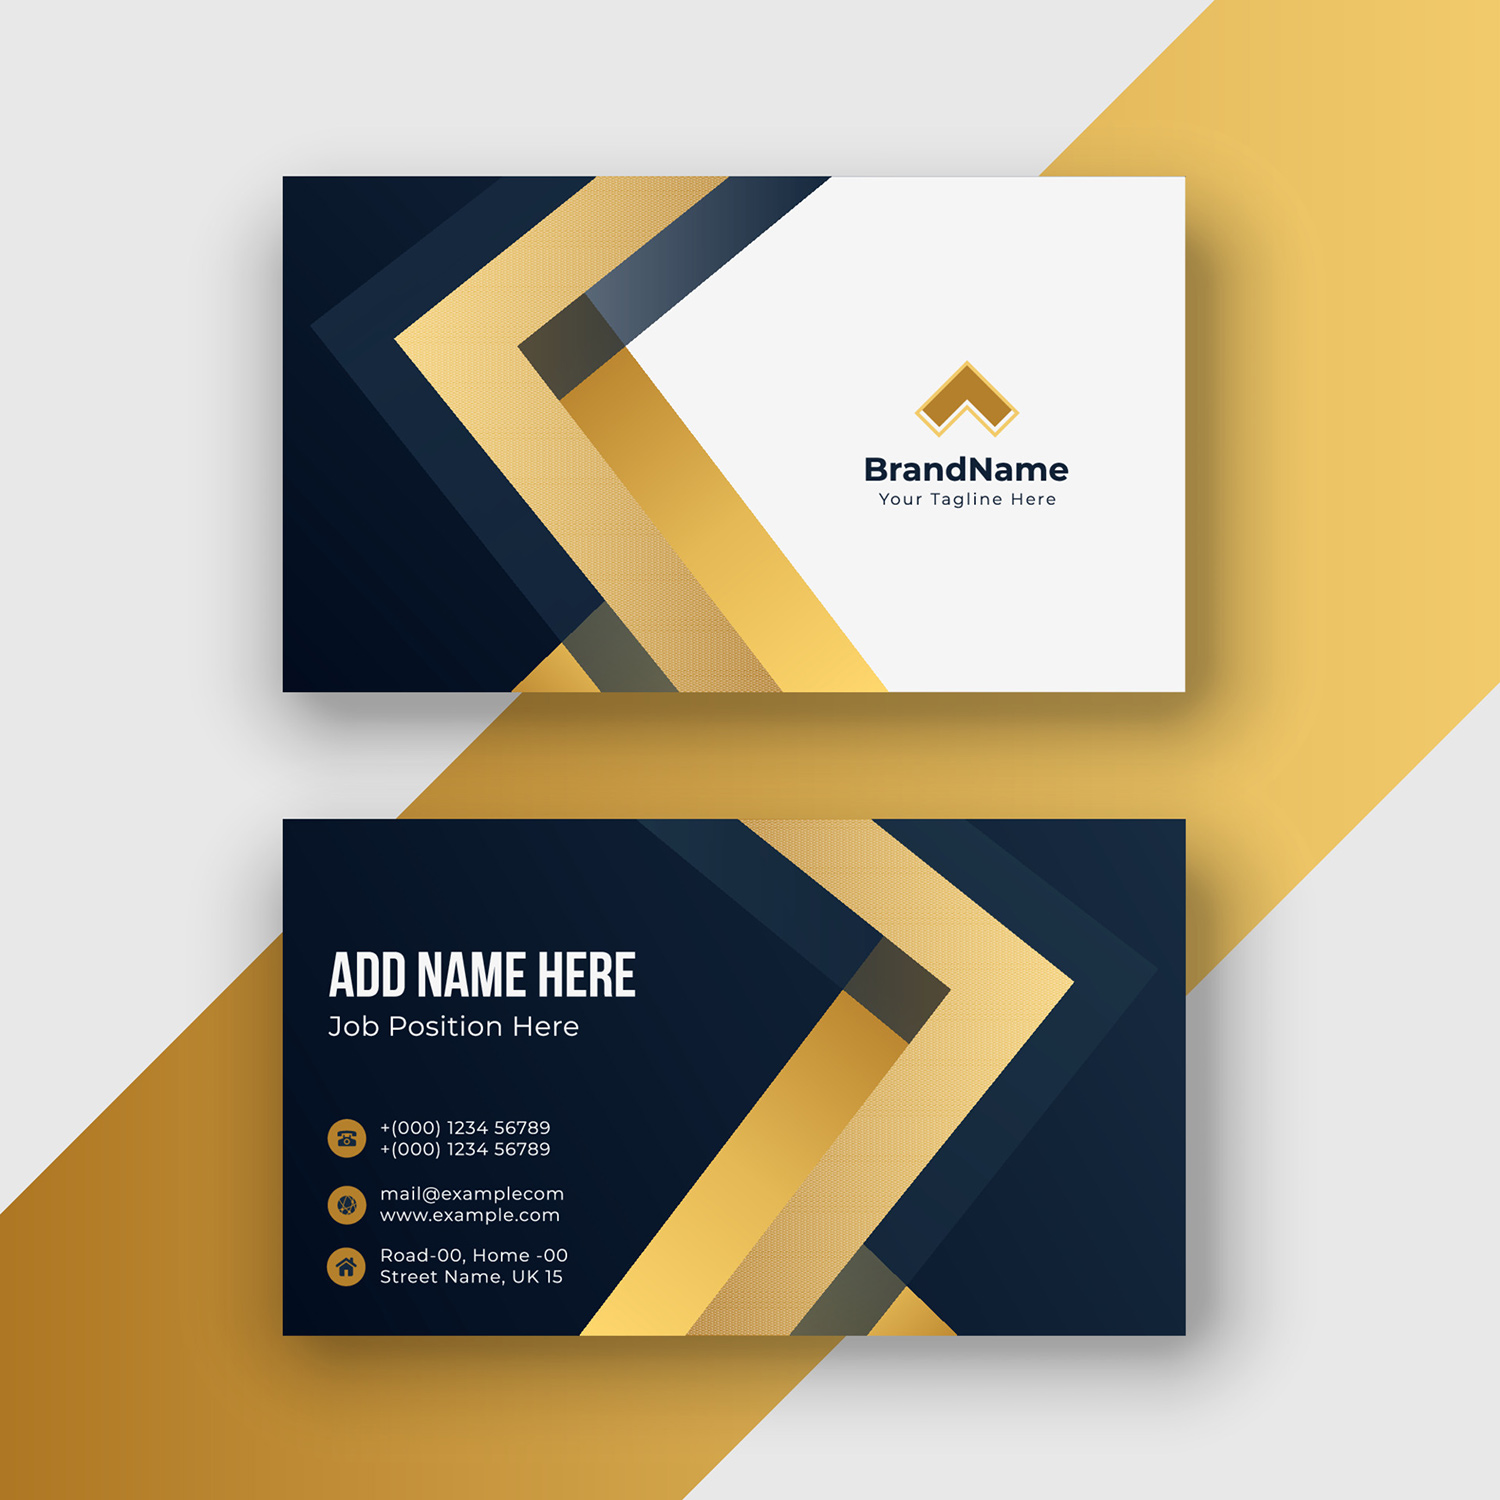 BrandName
Your Tagline Here
ADD NAME HERE
Job Position Here
+(000) 1234 56789
+(000) 1234 56789
mail@examplecom
www.example.com
Road-00, Home -00
Street Name, UK 15